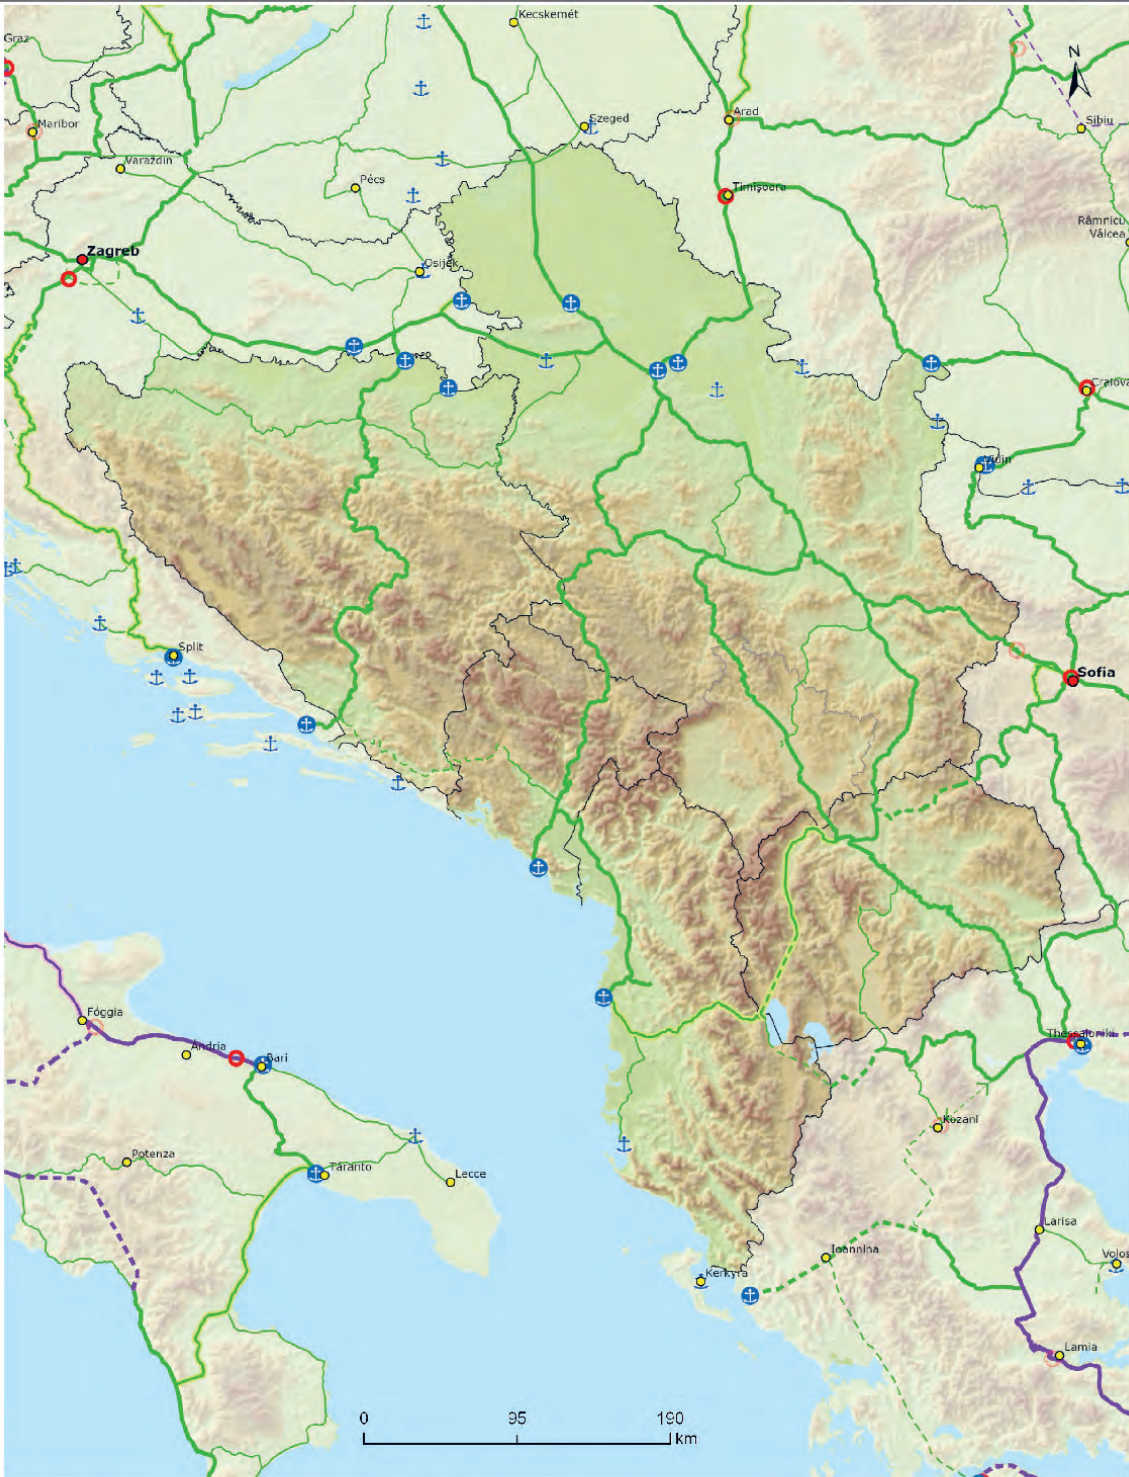 Kecskemét
Graz
N
Arad
Szeged
Sibiu
Maribor
Varaždin
Pécs
Timișoara
Râmnicu
Vâlcea
Zagreb
Osijek
Craiova
Vidin
Split
Sofia
Fóggia
Thessaloniki
Ándria
Bari
Kozani
Potenza
Taranto
Lecce
Larisa
Ioannina
Volos
Kerkyra
Lamia
0 95 190
km